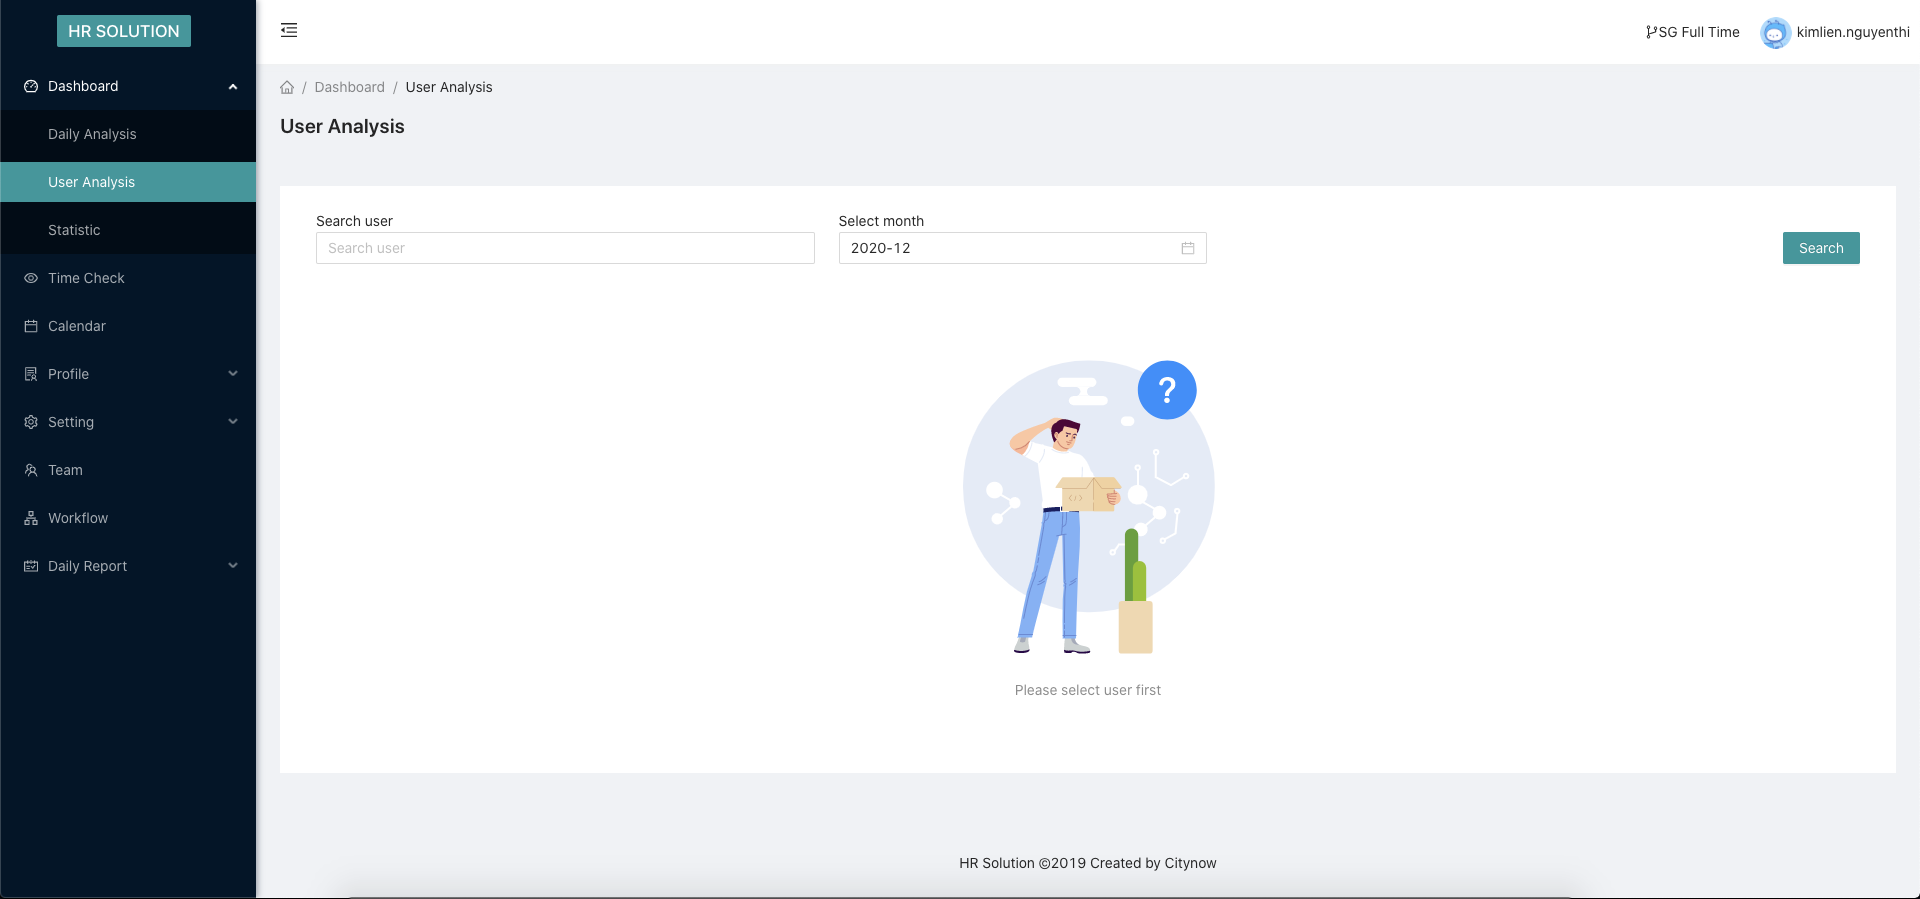 HR SOLUTION
Dashboard
Daily Analysis
User Analysis
Statistic
Time Check
Calendar
Profile
Setting
Team
Workflow
Daily Report
SG Full Time
kimlien.nguyenthi
/ Dashboard / User Analysis
User Analysis
Search user
Search user
Select month
2020-12
Search
?
Please select user first
HR Solution ©2019 Created by Citynow